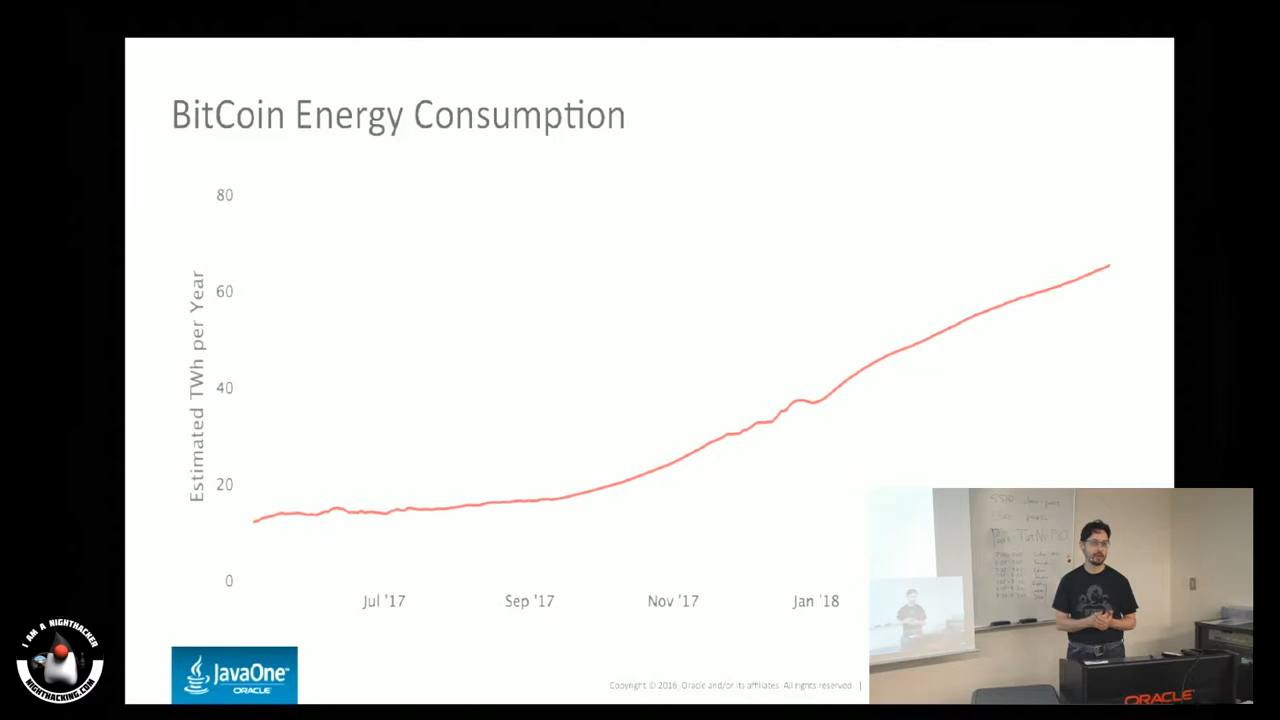 BitCoin Energy Consumption
80
60
40
20
0
Estimated TWh per Year
Jul '17
Sep '17
Nov '17
Jan '18
I AM A NIGHTHACKER
NIGHTHACKING.COM
JavaOne™
ORACLE
Copyright © 2016 Oracle and/or its affiliates. All rights reserved. |
ORACLE